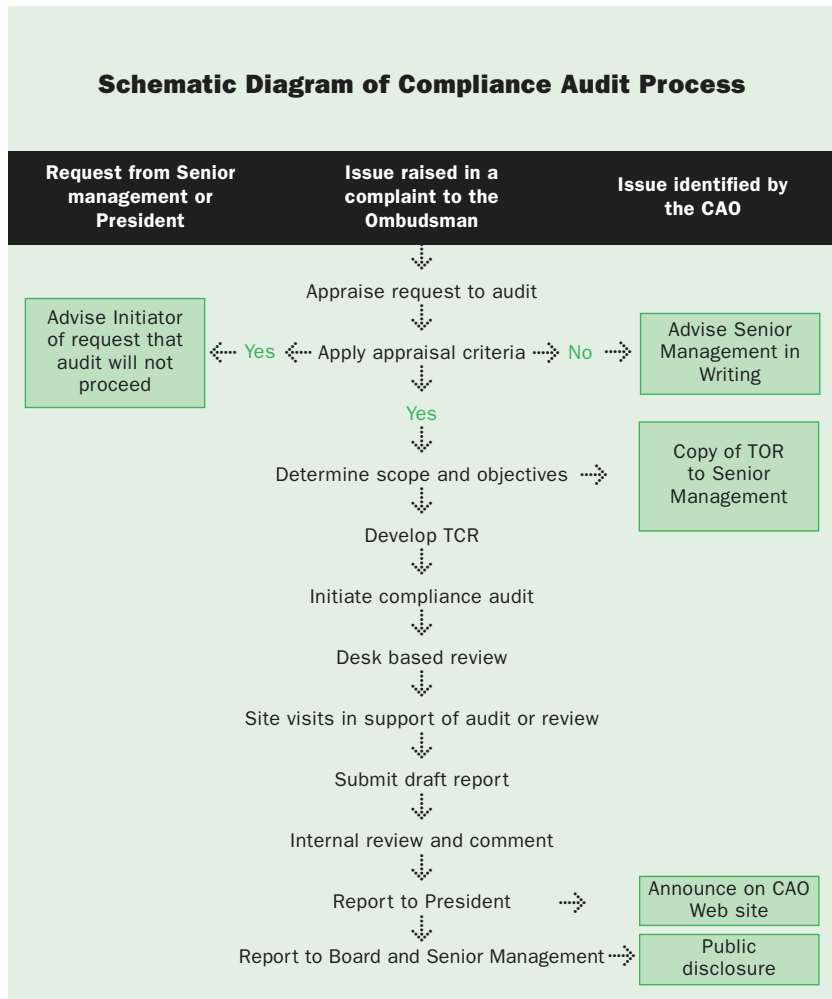 Schematic Diagram of Compliance Audit Process
Request from Senior
management or
President
Issue raised in a
complaint to the
Ombudsman
Issue identified by
the CAO
Appraise request to audit
Advise Initiator
of request that
audit will not
proceed
Yes
Apply appraisal criteria
No
Advise Senior
Management in
Writing
Yes
Determine scope and objectives
Copy of TOR
to Senior
Management
Develop TCR
Initiate compliance audit
Desk based review
Site visits in support of audit or review
Submit draft report
Internal review and comment
Report to President
Announce on CAO
Web site
Report to Board and Senior Management
Public
disclosure